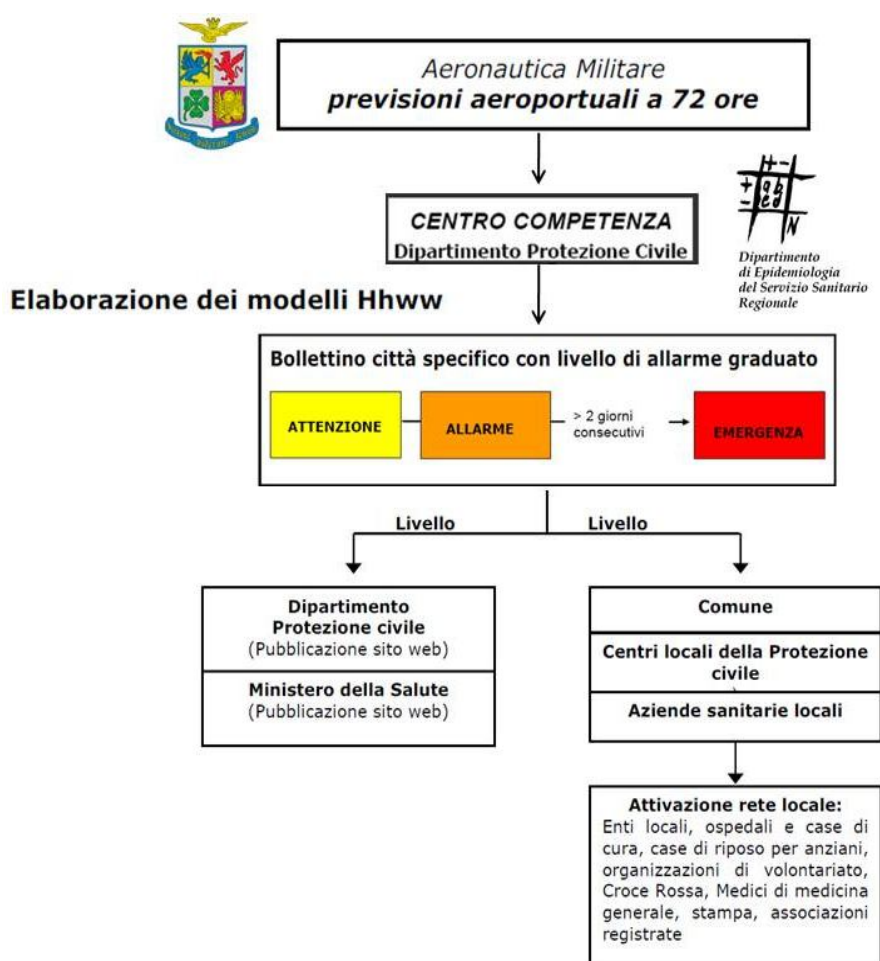 Aeronautica Militare
previsioni aeroportuali a 72 ore
CENTRO COMPETENZA
Dipartimento Protezione Civile
+ -
+ a b
- c d
N
Dipartimento
di Epidemiologia
del Servizio Sanitario
Regionale
Elaborazione dei modelli Hhww
Bollettino città specifico con livello di allarme graduato
ATTENZIONE
ALLARME
> 2 giorni
consecutivi
EMERGENZA
Livello
Livello
Dipartimento
Protezione civile
(Pubblicazione sito web)
Ministero della Salute
(Pubblicazione sito web)
Comune
Centri locali della Protezione
civile
Aziende sanitarie locali
Attivazione rete locale:
Enti locali, ospedali e case di
cura, case di riposo per anziani,
organizzazioni di volontariato,
Croce Rossa, Medici di medicina
generale, stampa, associazioni
registrate